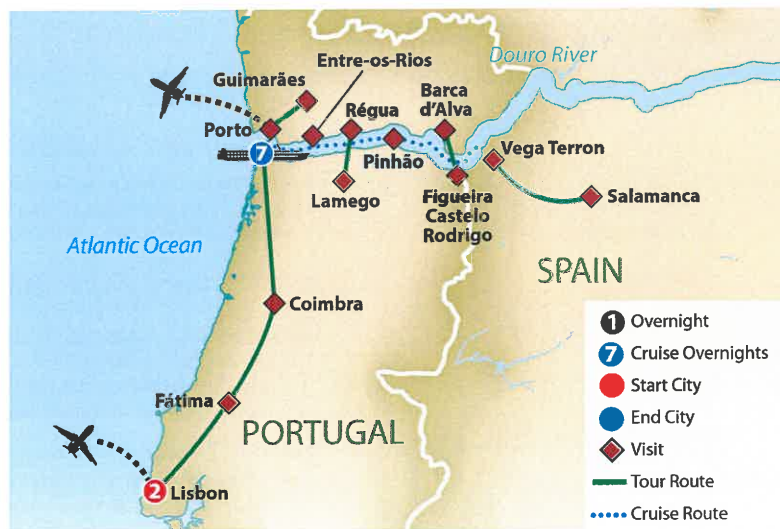 Douro River
Entre-os-Rios
Guimarães
Barca
d'Alva
Régua
Porto
7
Pinhão
Vega Terron
Lamego
Figueira
Castelo
Rodrigo
Salamanca
Atlantic Ocean
SPAIN
Coimbra
Fátima
PORTUGAL
2 Lisbon
1 Overnight
7 Cruise Overnights
Start City
End City
Visit
Tour Route
Cruise Route